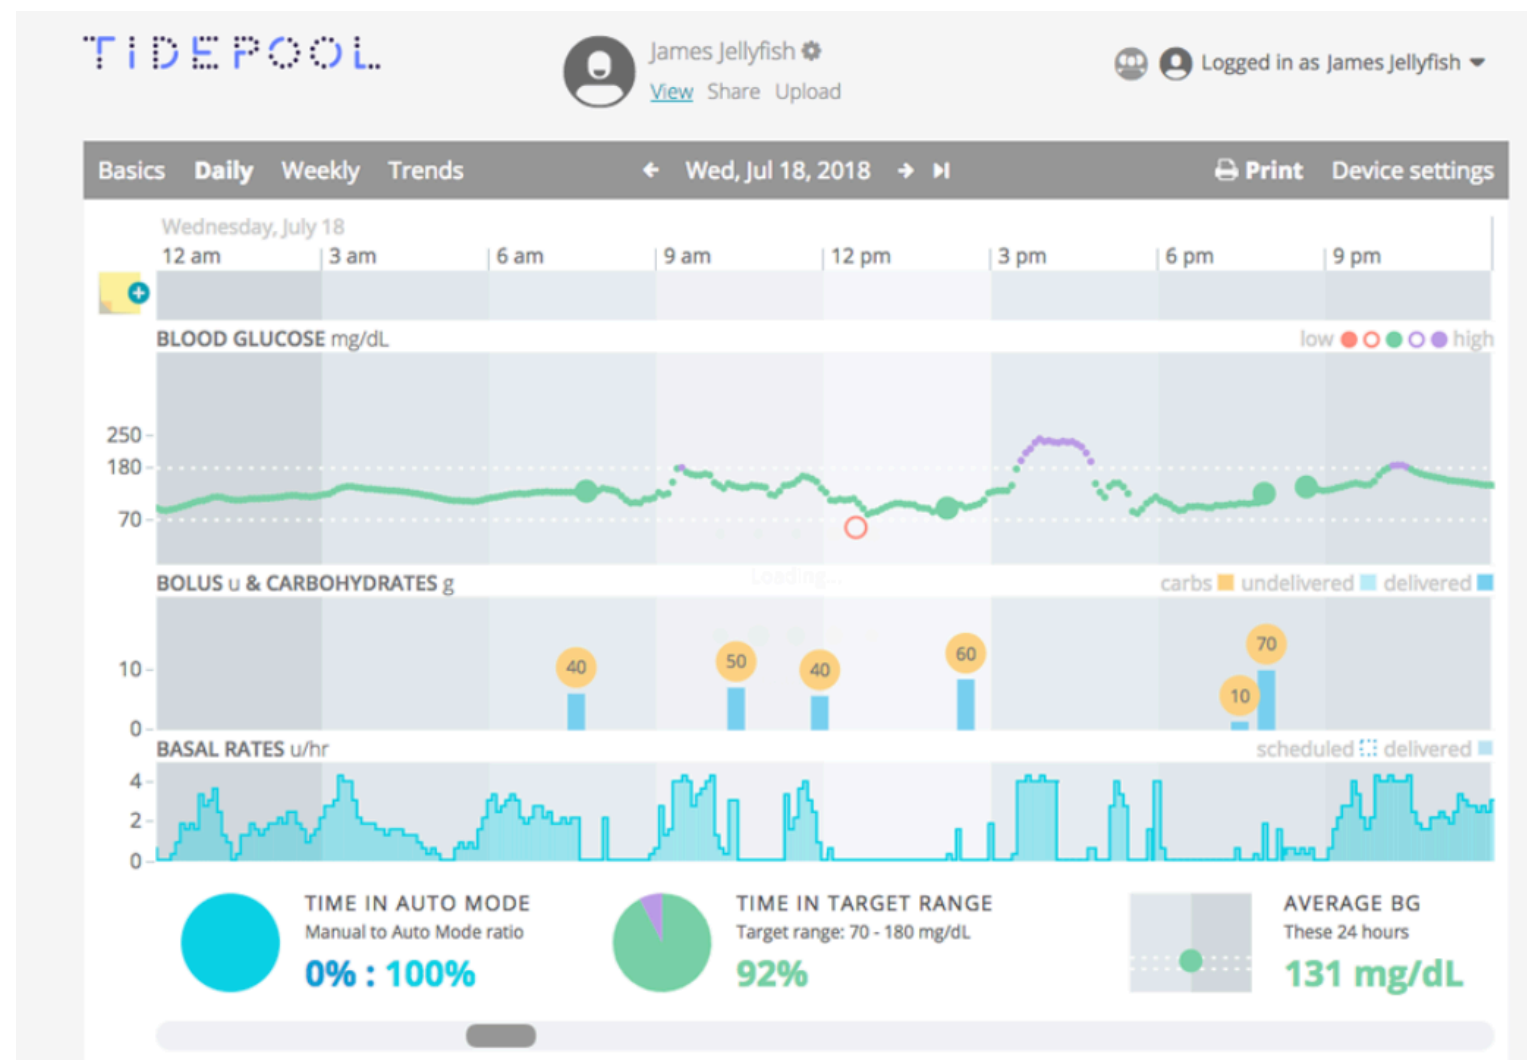 TIDEPOOL
James Jellyfish
View Share Upload
Logged in as James Jellyfish
Basics Daily Weekly Trends Wed, Jul 18, 2018 Print Device settings
Wednesday, July 18
12 am 3 am 6 am 9 am 12 pm 3 pm 6 pm 9 pm
BLOOD GLUCOSE mg/dL low high
250
180
70
Loading...
BOLUS u & CARBOHYDRATES g carbs undelivered delivered
10
0
40 50 40 60 10 70
BASAL RATES u/hr scheduled delivered
4
2
0
TIME IN AUTO MODE
Manual to Auto Mode ratio
0% : 100%
TIME IN TARGET RANGE
Target range: 70 - 180 mg/dL
92%
AVERAGE BG
These 24 hours
131 mg/dL